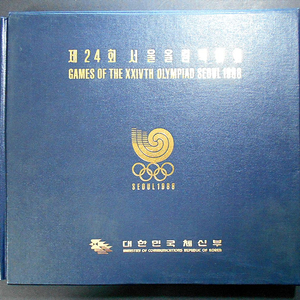 제24회 서울올림픽대회
GAMES OF THE XXIVTH OLYMPIAD SEOUL 1988
SEOUL 1988
대한민국체신부
MINISTRY OF COMMUNICATIONS REPUBLIC OF KOREA